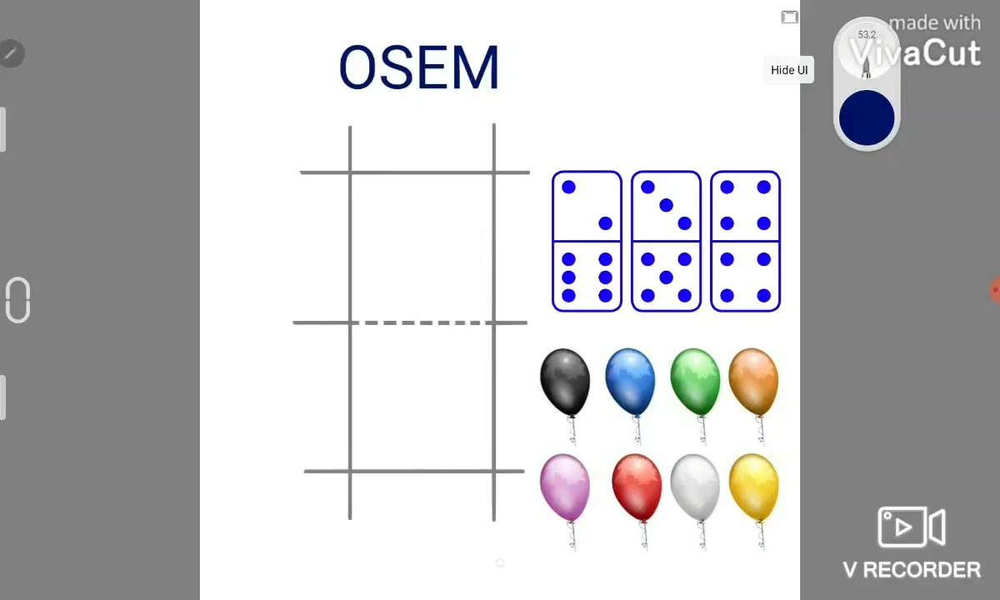 OSEM
made with
VivaCut
53,2
Hide UI
V RECORDER